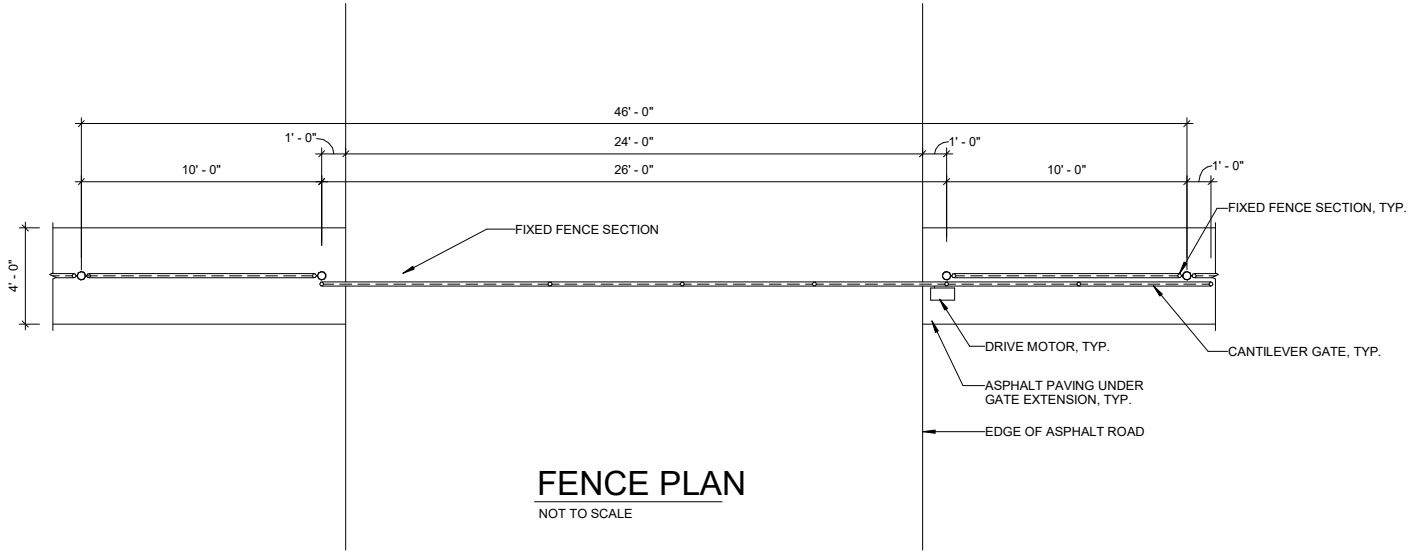 46' - 0"
1' - 0"
24' - 0"
1' - 0"
10' - 0"
26' - 0"
10' - 0"
1' - 0"
FIXED FENCE SECTION, TYP.
FIXED FENCE SECTION
4' - 0"
DRIVE MOTOR, TYP.
CANTILEVER GATE, TYP.
ASPHALT PAVING UNDER
GATE EXTENSION, TYP.
EDGE OF ASPHALT ROAD
FENCE PLAN
NOT TO SCALE